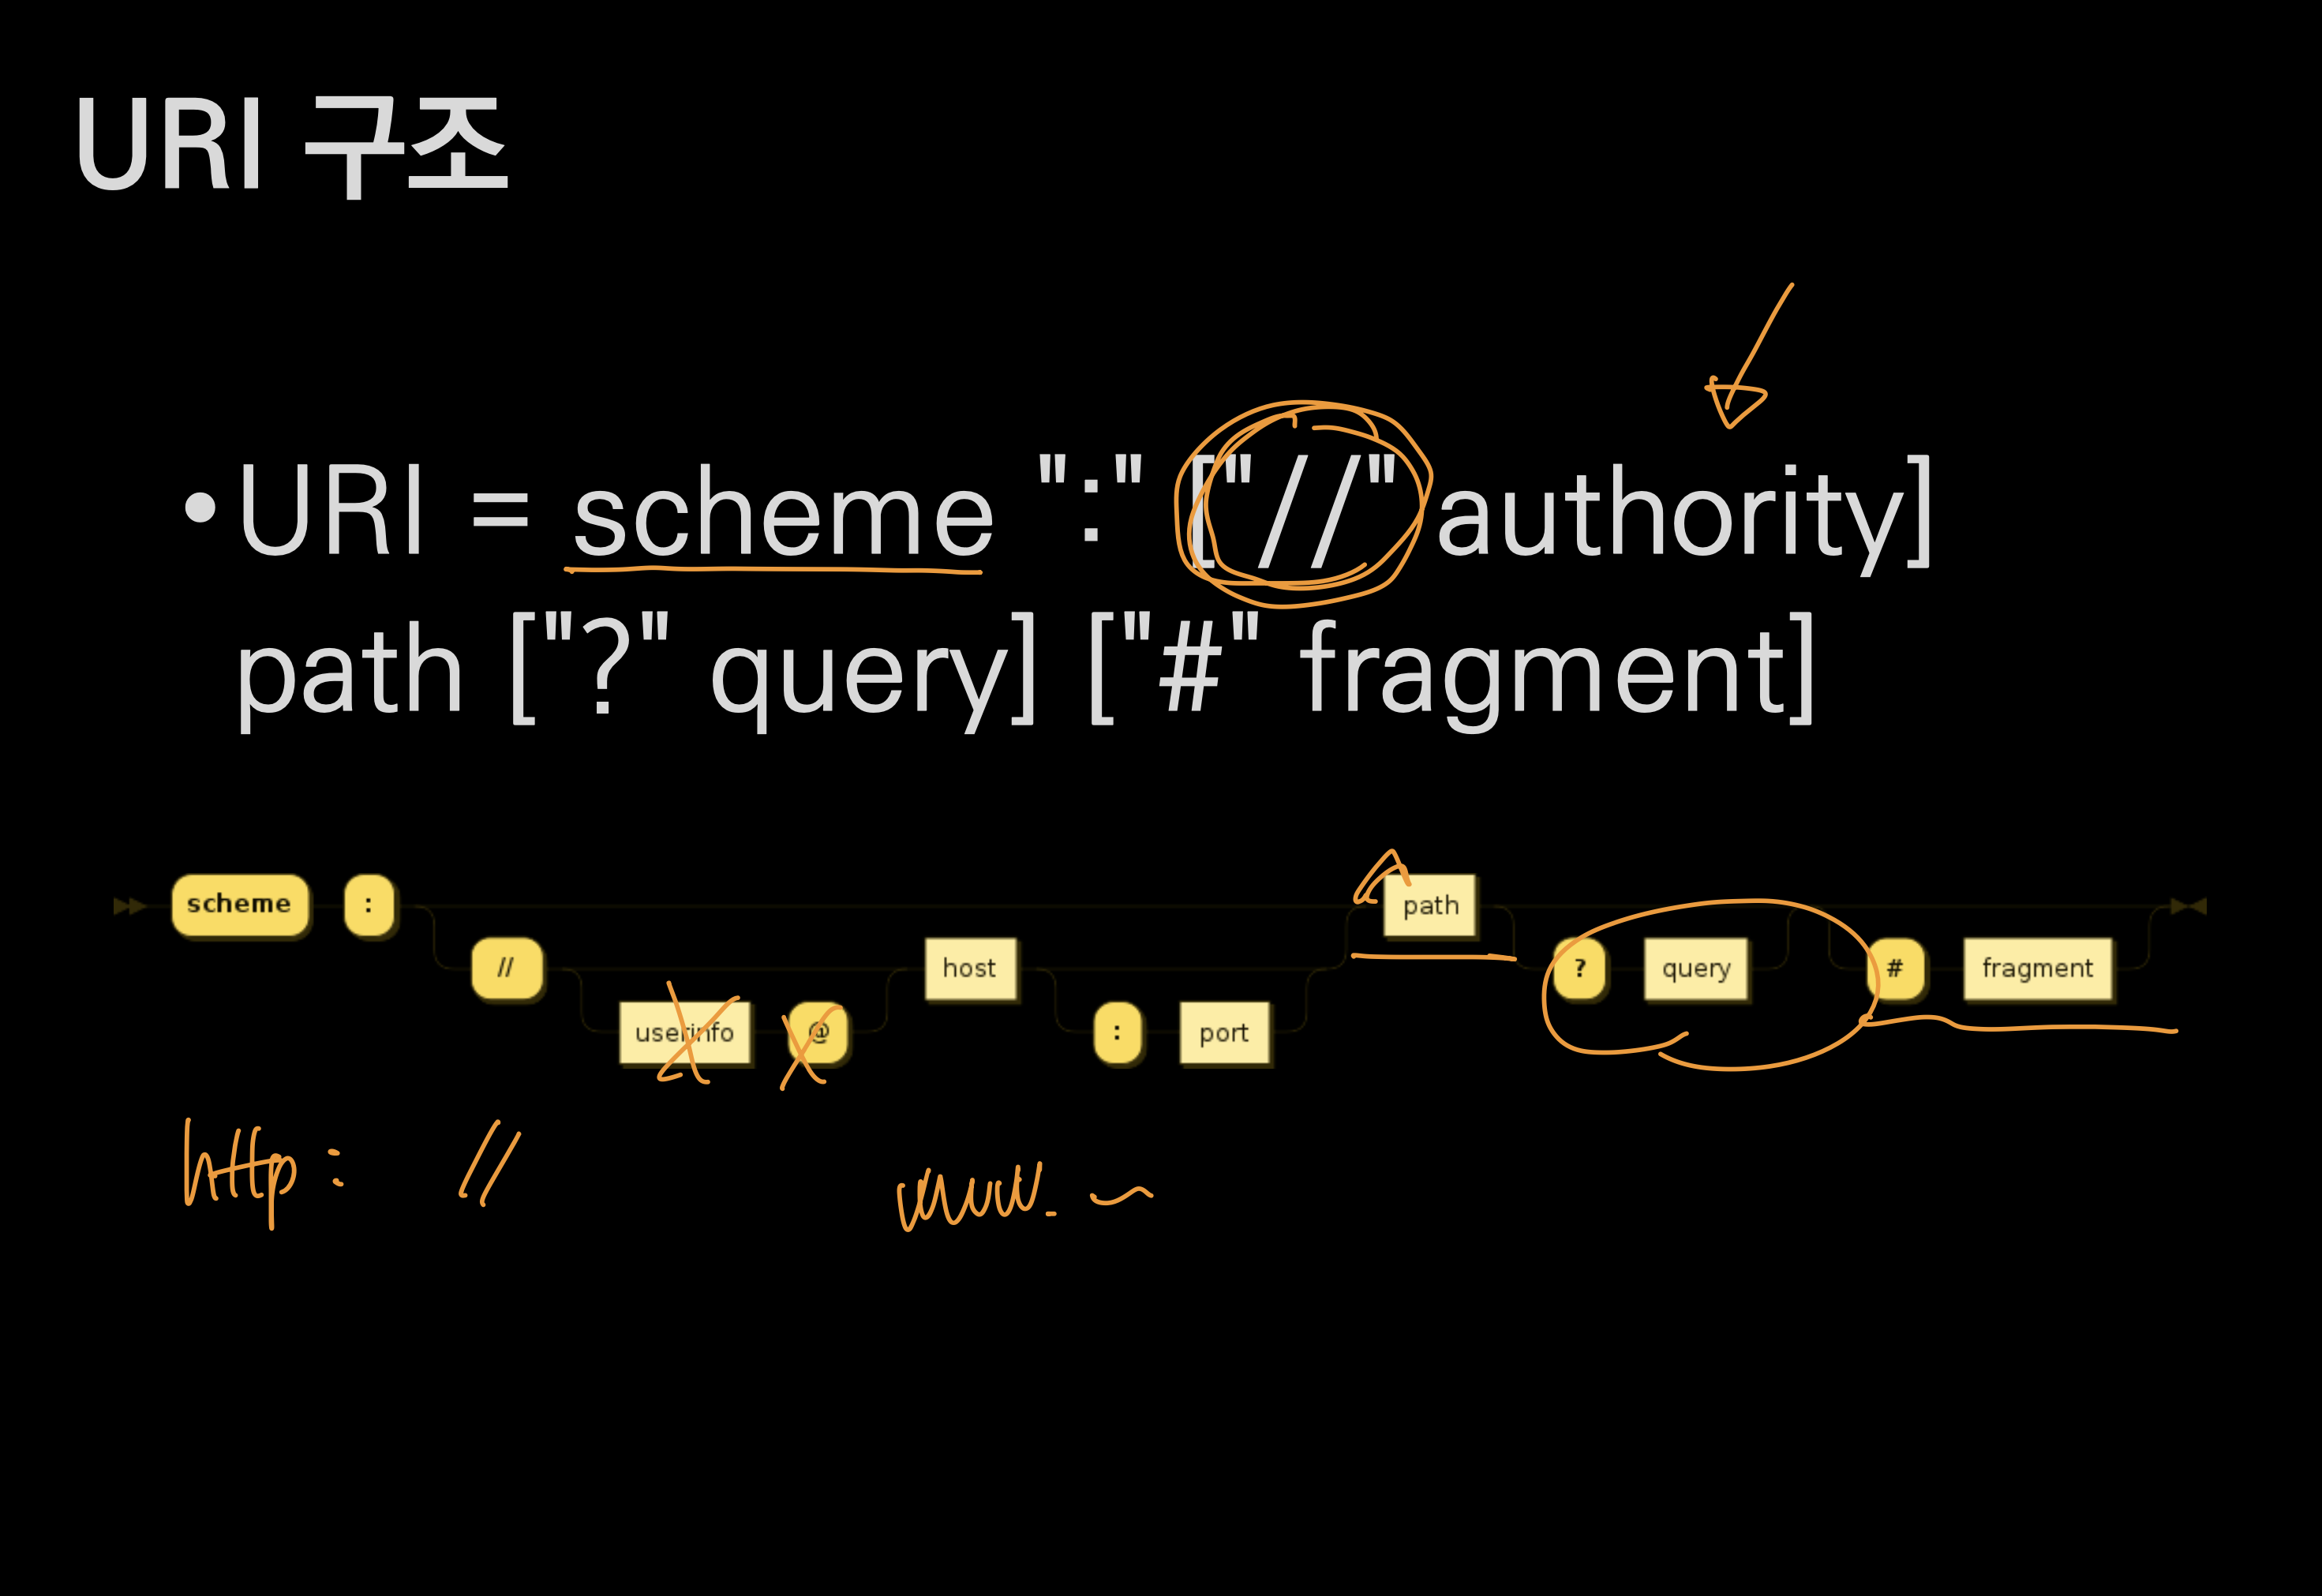 URI 구조
•URI = scheme ":" ["//" authority]
path ["?" query] ["#" fragment]
scheme : path
// host ? query # fragment
userinfo @ : port
http: // www. ~